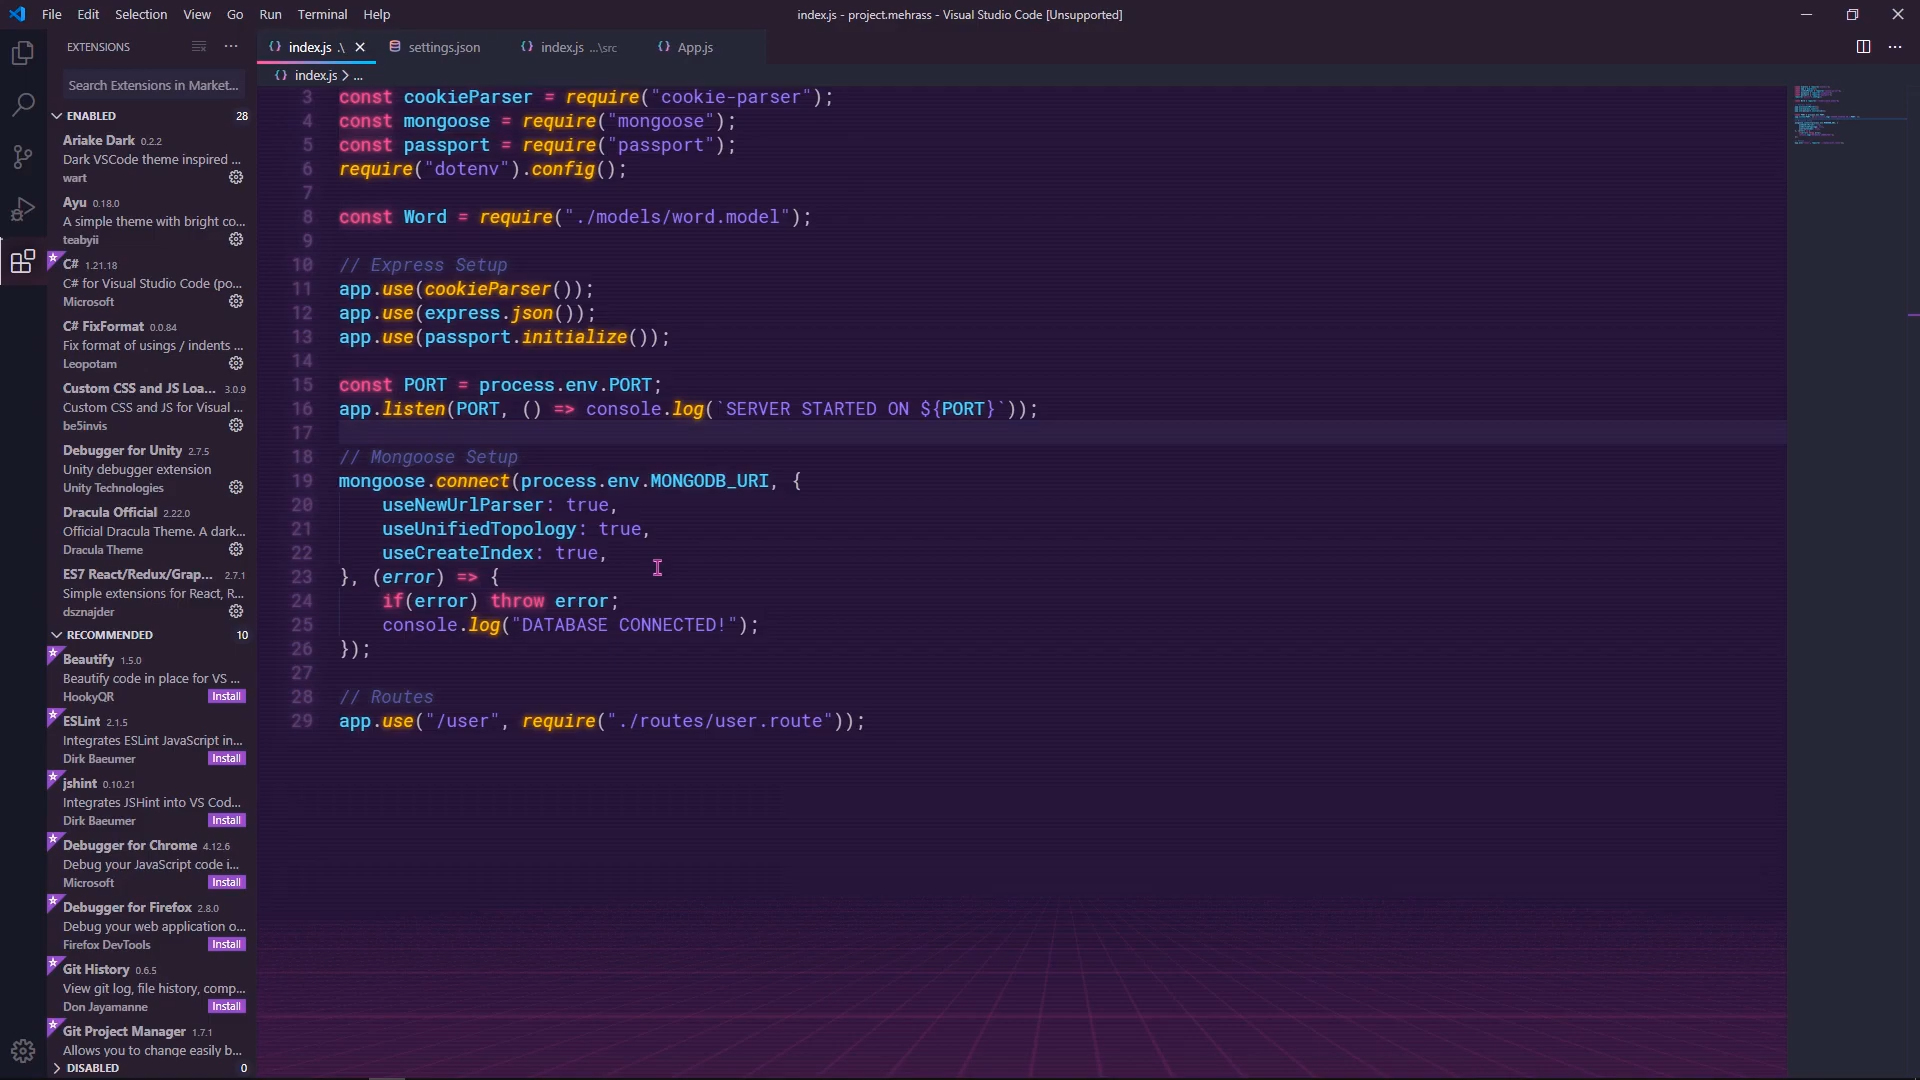 File Edit Selection View Go Run Terminal Help
index.js - project.mehrass - Visual Studio Code [Unsupported]
EXTENSIONS
index.js .\
settings.json
index.js ...\src
App.js
index.js > ...
Search Extensions in Market...
ENABLED 28
Ariake Dark 0.2.2
Dark VSCode theme inspired ...
wart
Ayu 0.18.0
A simple theme with bright co...
teabyii
C# 1.21.18
C# for Visual Studio Code (po...
Microsoft
C# FixFormat 0.0.84
Fix format of usings / indents ...
Leopotam
Custom CSS and JS Loa... 3.0.9
Custom CSS and JS for Visual ...
be5invis
Debugger for Unity 2.7.5
Unity debugger extension
Unity Technologies
Dracula Official 2.22.0
Official Dracula Theme. A dark...
Dracula Theme
ES7 React/Redux/Grap... 2.7.1
Simple extensions for React, R...
dsznajder
RECOMMENDED 10
Beautify 1.5.0
Beautify code in place for VS ...
HookyQR Install
ESLint 2.1.5
Integrates ESLint JavaScript in...
Dirk Baeumer Install
jshint 0.10.21
Integrates JSHint into VS Cod...
Dirk Baeumer Install
Debugger for Chrome 4.12.6
Debug your JavaScript code i...
Microsoft Install
Debugger for Firefox 2.8.0
Debug your web application o...
Firefox DevTools Install
Git History 0.6.5
View git log, file history, comp...
Don Jayamanne Install
Git Project Manager 1.7.1
Allows you to change easily b...
DISABLED 0
3 const cookieParser = require("cookie-parser");
4 const mongoose = require("mongoose");
5 const passport = require("passport");
6 require("dotenv").config();
7
8 const Word = require("./models/word.model");
9
10 // Express Setup
11 app.use(cookieParser());
12 app.use(express.json());
13 app.use(passport.initialize());
14
15 const PORT = process.env.PORT;
16 app.listen(PORT, () => console.log(`SERVER STARTED ON ${PORT}`));
17
18 // Mongoose Setup
19 mongoose.connect(process.env.MONGODB_URI, {
20 useNewUrlParser: true,
21 useUnifiedTopology: true,
22 useCreateIndex: true,
23 }, (error) => {
24 if(error) throw error;
25 console.log("DATABASE CONNECTED!");
26 });
27
28 // Routes
29 app.use("/user", require("./routes/user.route"));